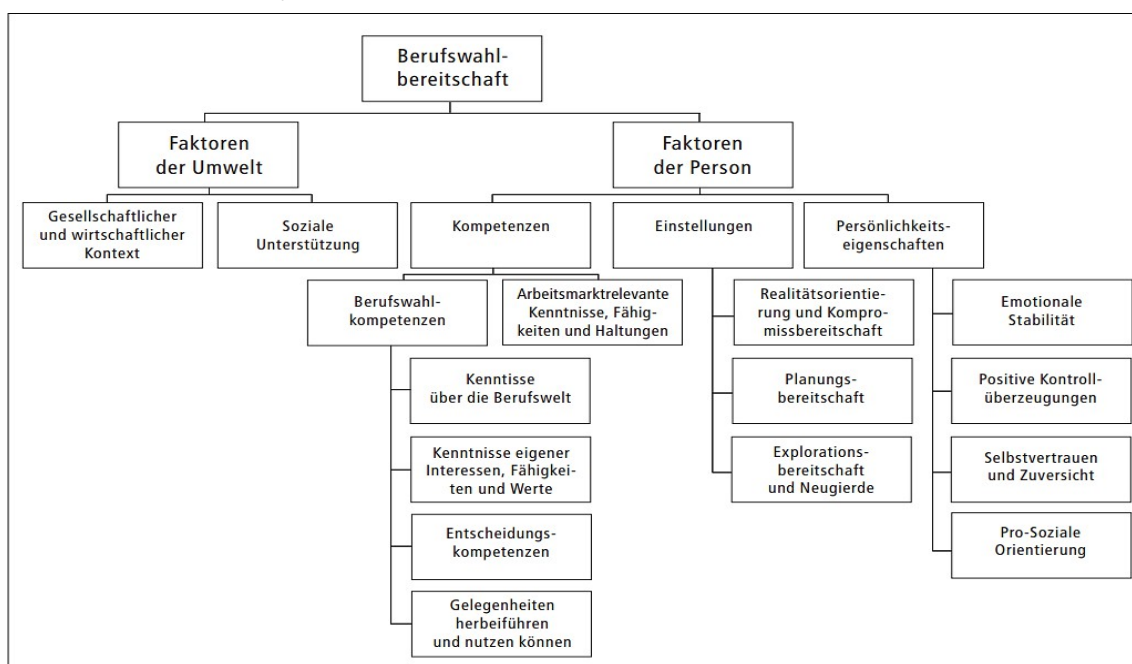 Berufswahl-
bereitschaft
Faktoren
der Umwelt
Faktoren
der Person
Gesellschaftlicher
und wirtschaftlicher
Kontext
Soziale
Unterstützung
Kompetenzen
Einstellungen
Persönlichkeits-
eigenschaften
Berufswahl-
kompetenzen
Arbeitsmarktrelevante
Kenntnisse, Fähig-
keiten und Haltungen
Kenntisse
über die Berufswelt
Kenntnisse eigener
Interessen, Fähigkei-
ten und Werte
Entscheidungs-
kompetenzen
Gelegenheiten
herbeiführen
und nutzen können
Realitätsorientie-
rung und Kompro-
missbereitschaft
Planungs-
bereitschaft
Explorations-
bereitschaft
und Neugierde
Emotionale
Stabilität
Positive Kontroll-
überzeugungen
Selbstvertrauen
und Zuversicht
Pro-Soziale
Orientierung